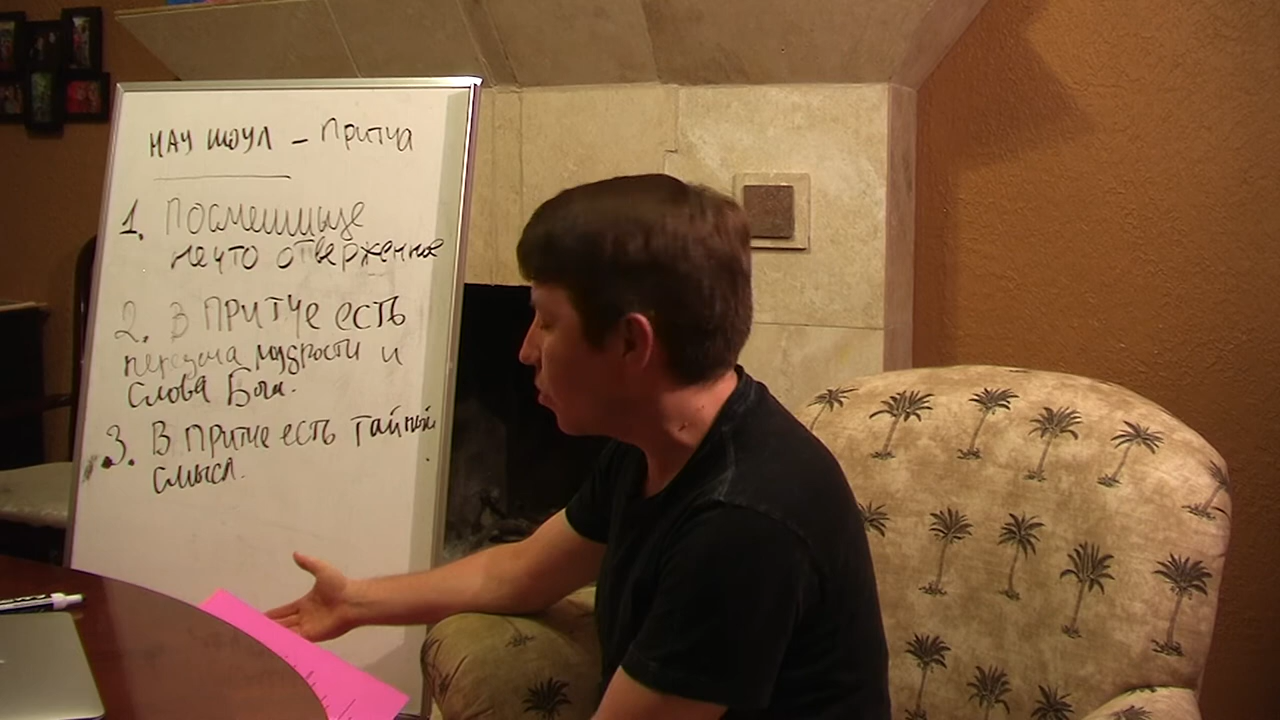 МАУ ШОУЛ – Притча
1. Посмешище
нечто отверженное
2. В притче есть
передача мудрости и
Слова Бога.
3. В притче есть тайный
смысл.